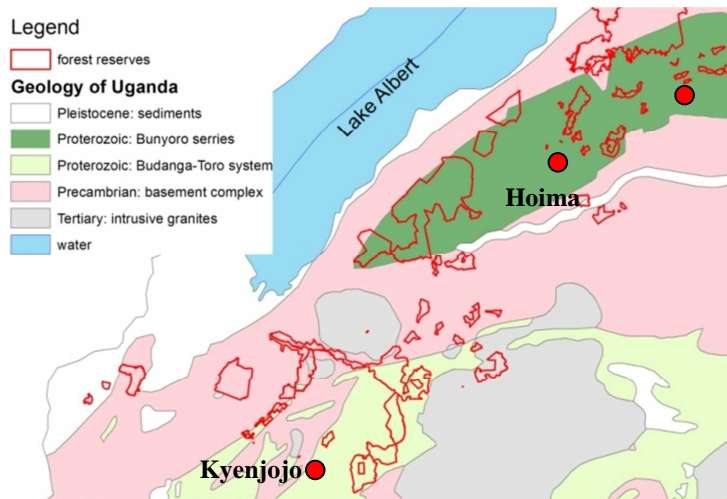 Legend
forest reserves
Geology of Uganda
Pleistocene: sediments
Proterozoic: Bunyoro serries
Proterozoic: Budanga-Toro system
Precambrian: basement complex
Tertiary: intrusive granites
water
Lake Albert
Hoima
Kyenjojo